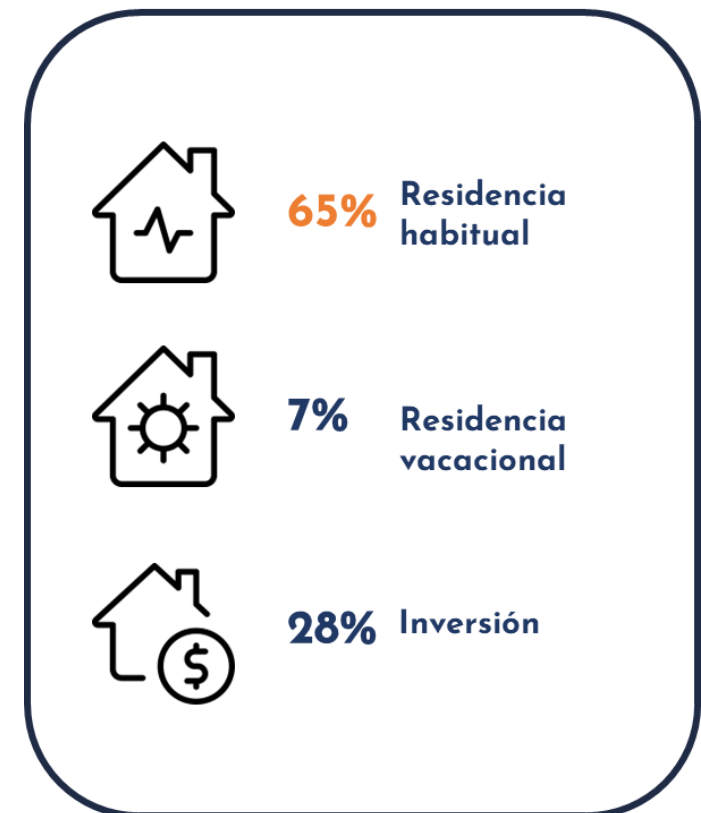 65% Residencia
habitual
7% Residencia
vacacional
28% Inversión
$